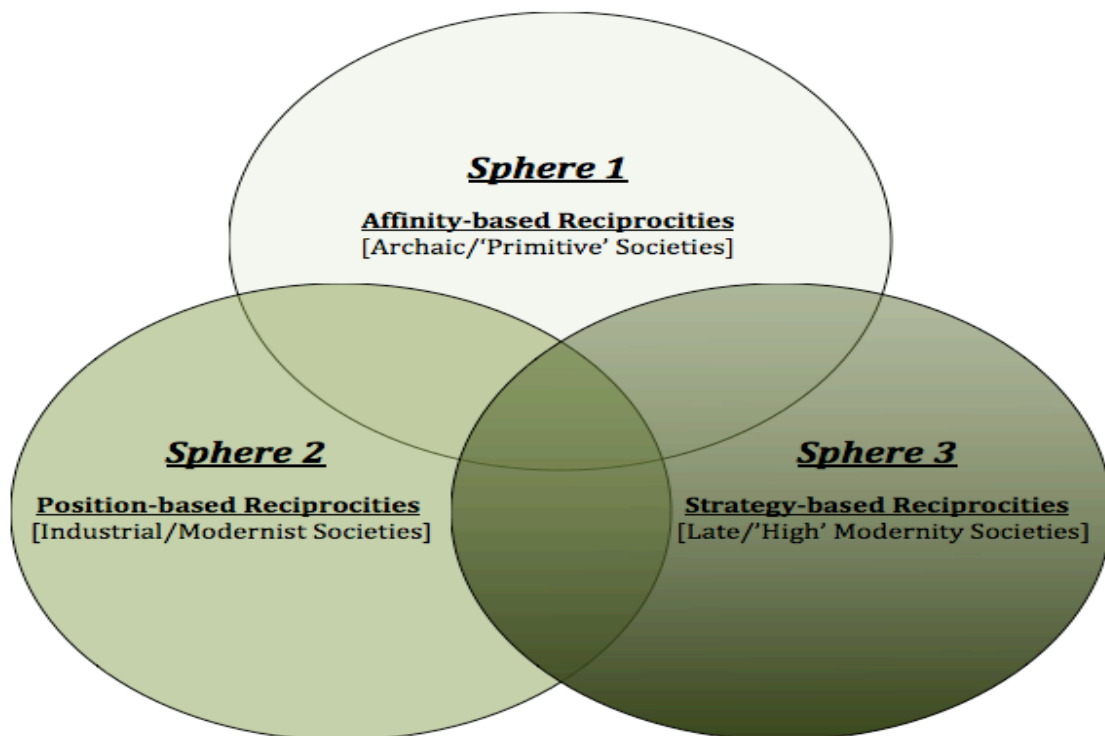 Sphere 1
Affinity-based Reciprocities
[Archaic/‘Primitive’ Societies]
Sphere 2
Position-based Reciprocities
[Industrial/Modernist Societies]
Sphere 3
Strategy-based Reciprocities
[Late/’High’ Modernity Societies]